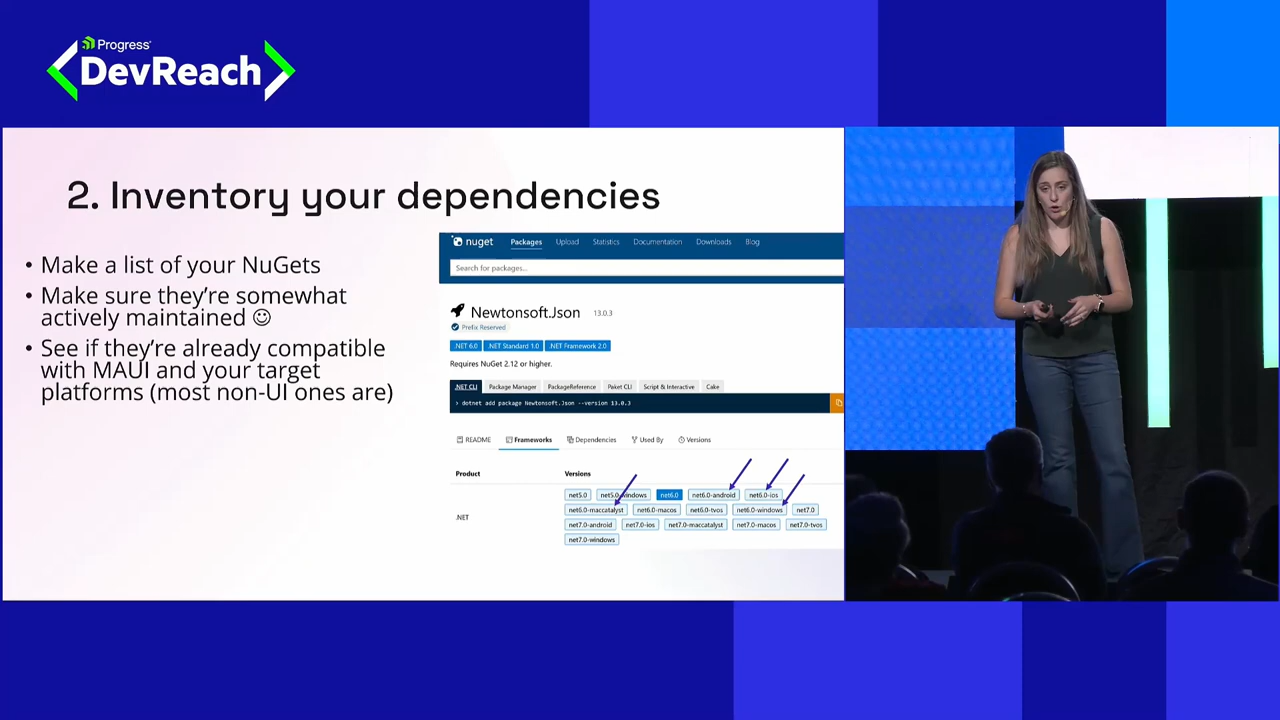 Progress®
DevReach
2. Inventory your dependencies
• Make a list of your NuGets
• Make sure they're somewhat
actively maintained ☺
• See if they're already compatible
with MAUI and your target
platforms (most non-UI ones are)
nuget Packages Upload Statistics Documentation Downloads Blog
Search for packages...
Newtonsoft.Json 13.0.3
Prefix Reserved
.NET 6.0 .NET Standard 1.0 .NET Framework 2.0
Requires NuGet 2.12 or higher.
.NET CLI Package Manager PackageReference Paket CLI Script & Interactive Cake
> dotnet add package Newtonsoft.Json --version 13.0.3
README Frameworks Dependencies Used By Versions
Product Versions
.NET
net5.0 net5.0-windows net6.0 net6.0-android net6.0-ios
net6.0-maccatalyst net6.0-macos net6.0-tvos net6.0-windows net7.0
net7.0-android net7.0-ios net7.0-maccatalyst net7.0-macos net7.0-tvos
net7.0-windows